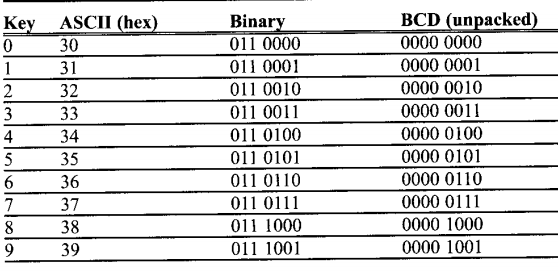 Key ASCII (hex) Binary BCD (unpacked)
0 30 011 0000 0000 0000
1 31 011 0001 0000 0001
2 32 011 0010 0000 0010
3 33 011 0011 0000 0011
4 34 011 0100 0000 0100
5 35 011 0101 0000 0101
6 36 011 0110 0000 0110
7 37 011 0111 0000 0111
8 38 011 1000 0000 1000
9 39 011 1001 0000 1001